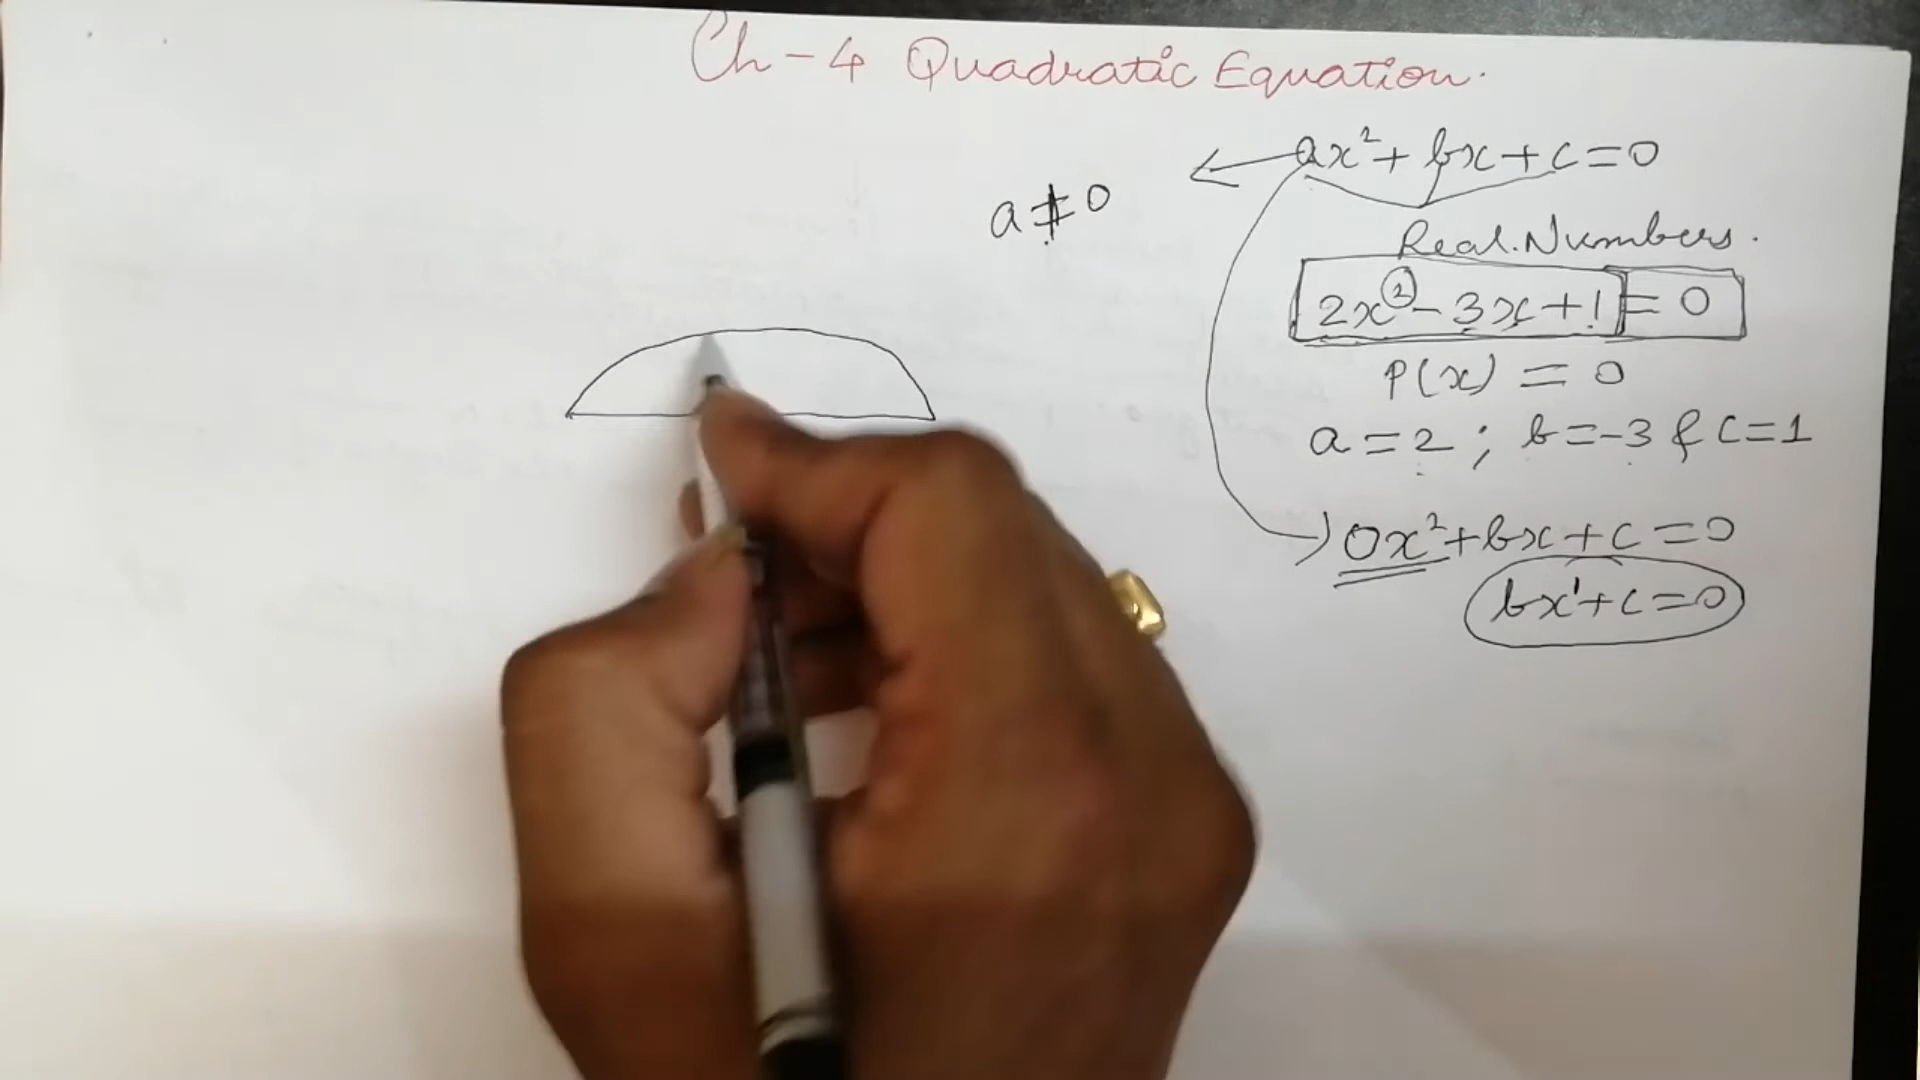 Ch - 4 Quadratic Equation.
ax² + bx + c = 0
a ≠ 0
Real. Numbers.
2x² - 3x + 1 = 0
P(x) = 0
a = 2 ; b = -3 & c = 1
0x² + bx + c = 0
bx¹ + c = 0